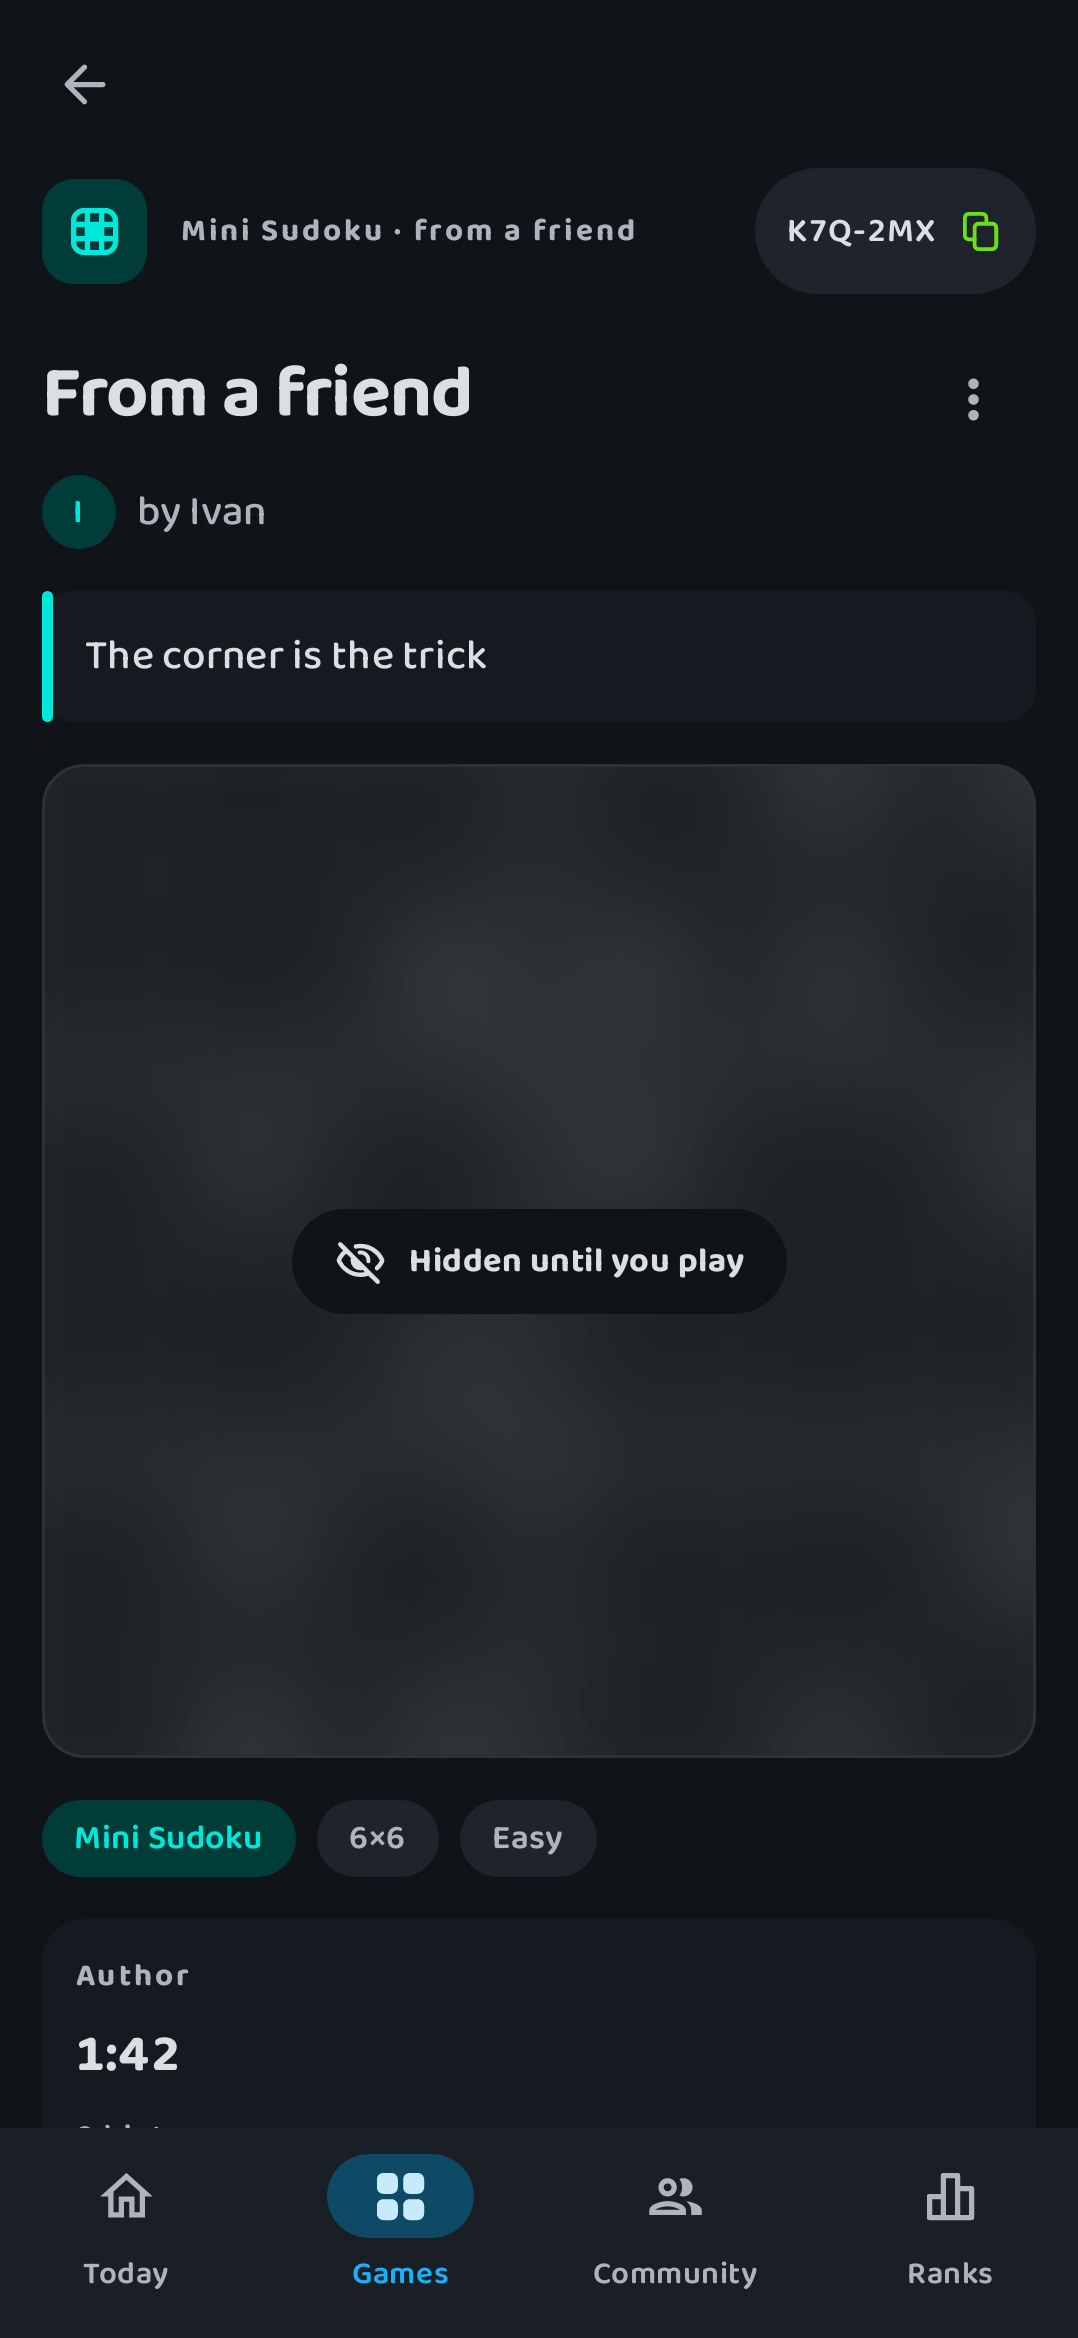 Mini Sudoku · from a friend
K7Q-2MX
From a friend
I
by Ivan
The corner is the trick
Hidden until you play
Mini Sudoku
6×6
Easy
Author
1:42
Today
Games
Community
Ranks